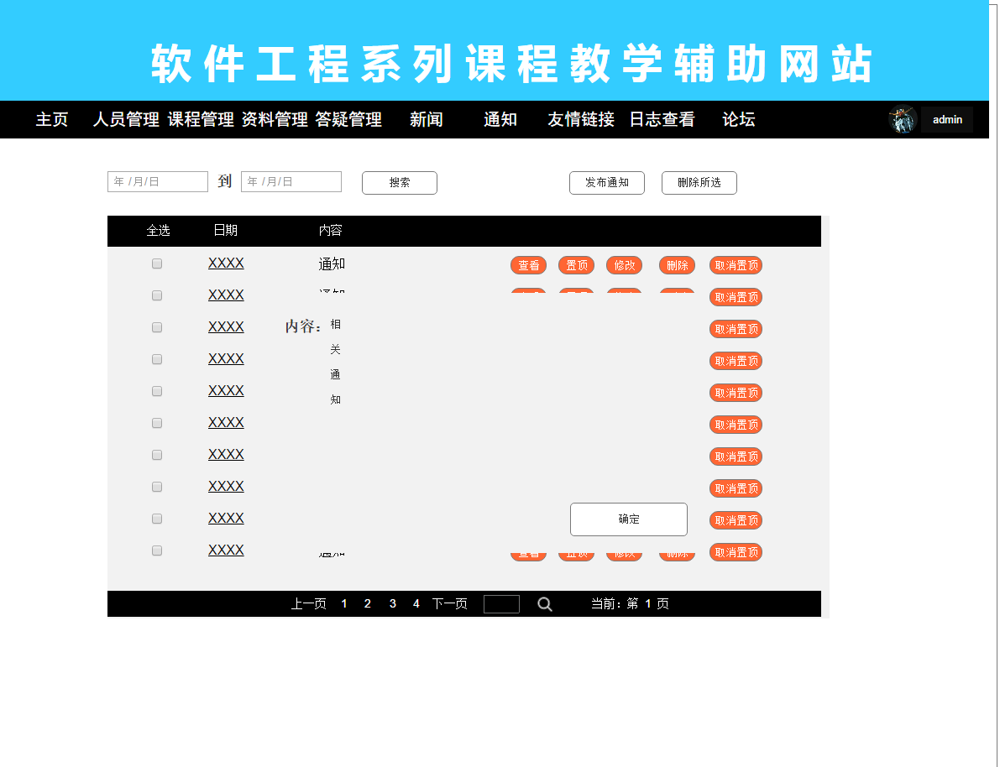 软件工程系列课程教学辅助网站
主页 人员管理 课程管理 资料管理 答疑管理 新闻 通知 友情链接 日志查看 论坛 admin
年 /月/日 到 年 /月/日 搜索 发布通知 删除所选
全选 日期 内容
XXXX 通知 查看 置顶 修改 删除 取消置顶
XXXX 通知 取消置顶
XXXX 内容：相 取消置顶
关
XXXX 取消置顶
通
XXXX 取消置顶
知
XXXX 取消置顶
XXXX 取消置顶
XXXX 取消置顶
XXXX 确定 取消置顶
XXXX 通知 查看 置顶 修改 删除 取消置顶
上一页 1 2 3 4 下一页 当前：第 1 页